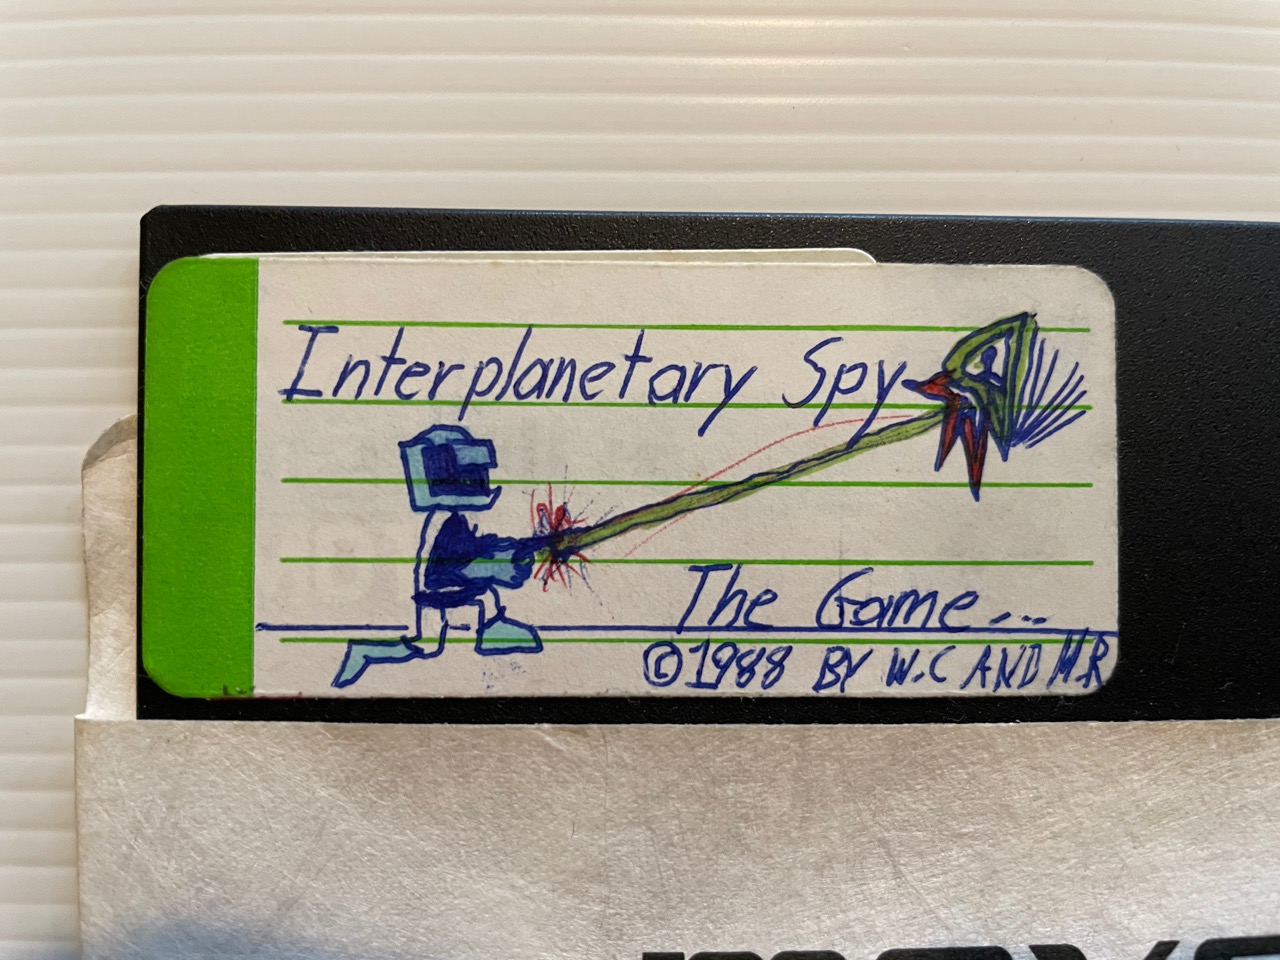 Interplanetary Spy
The Game...
©1988 BY W.C AND M.R